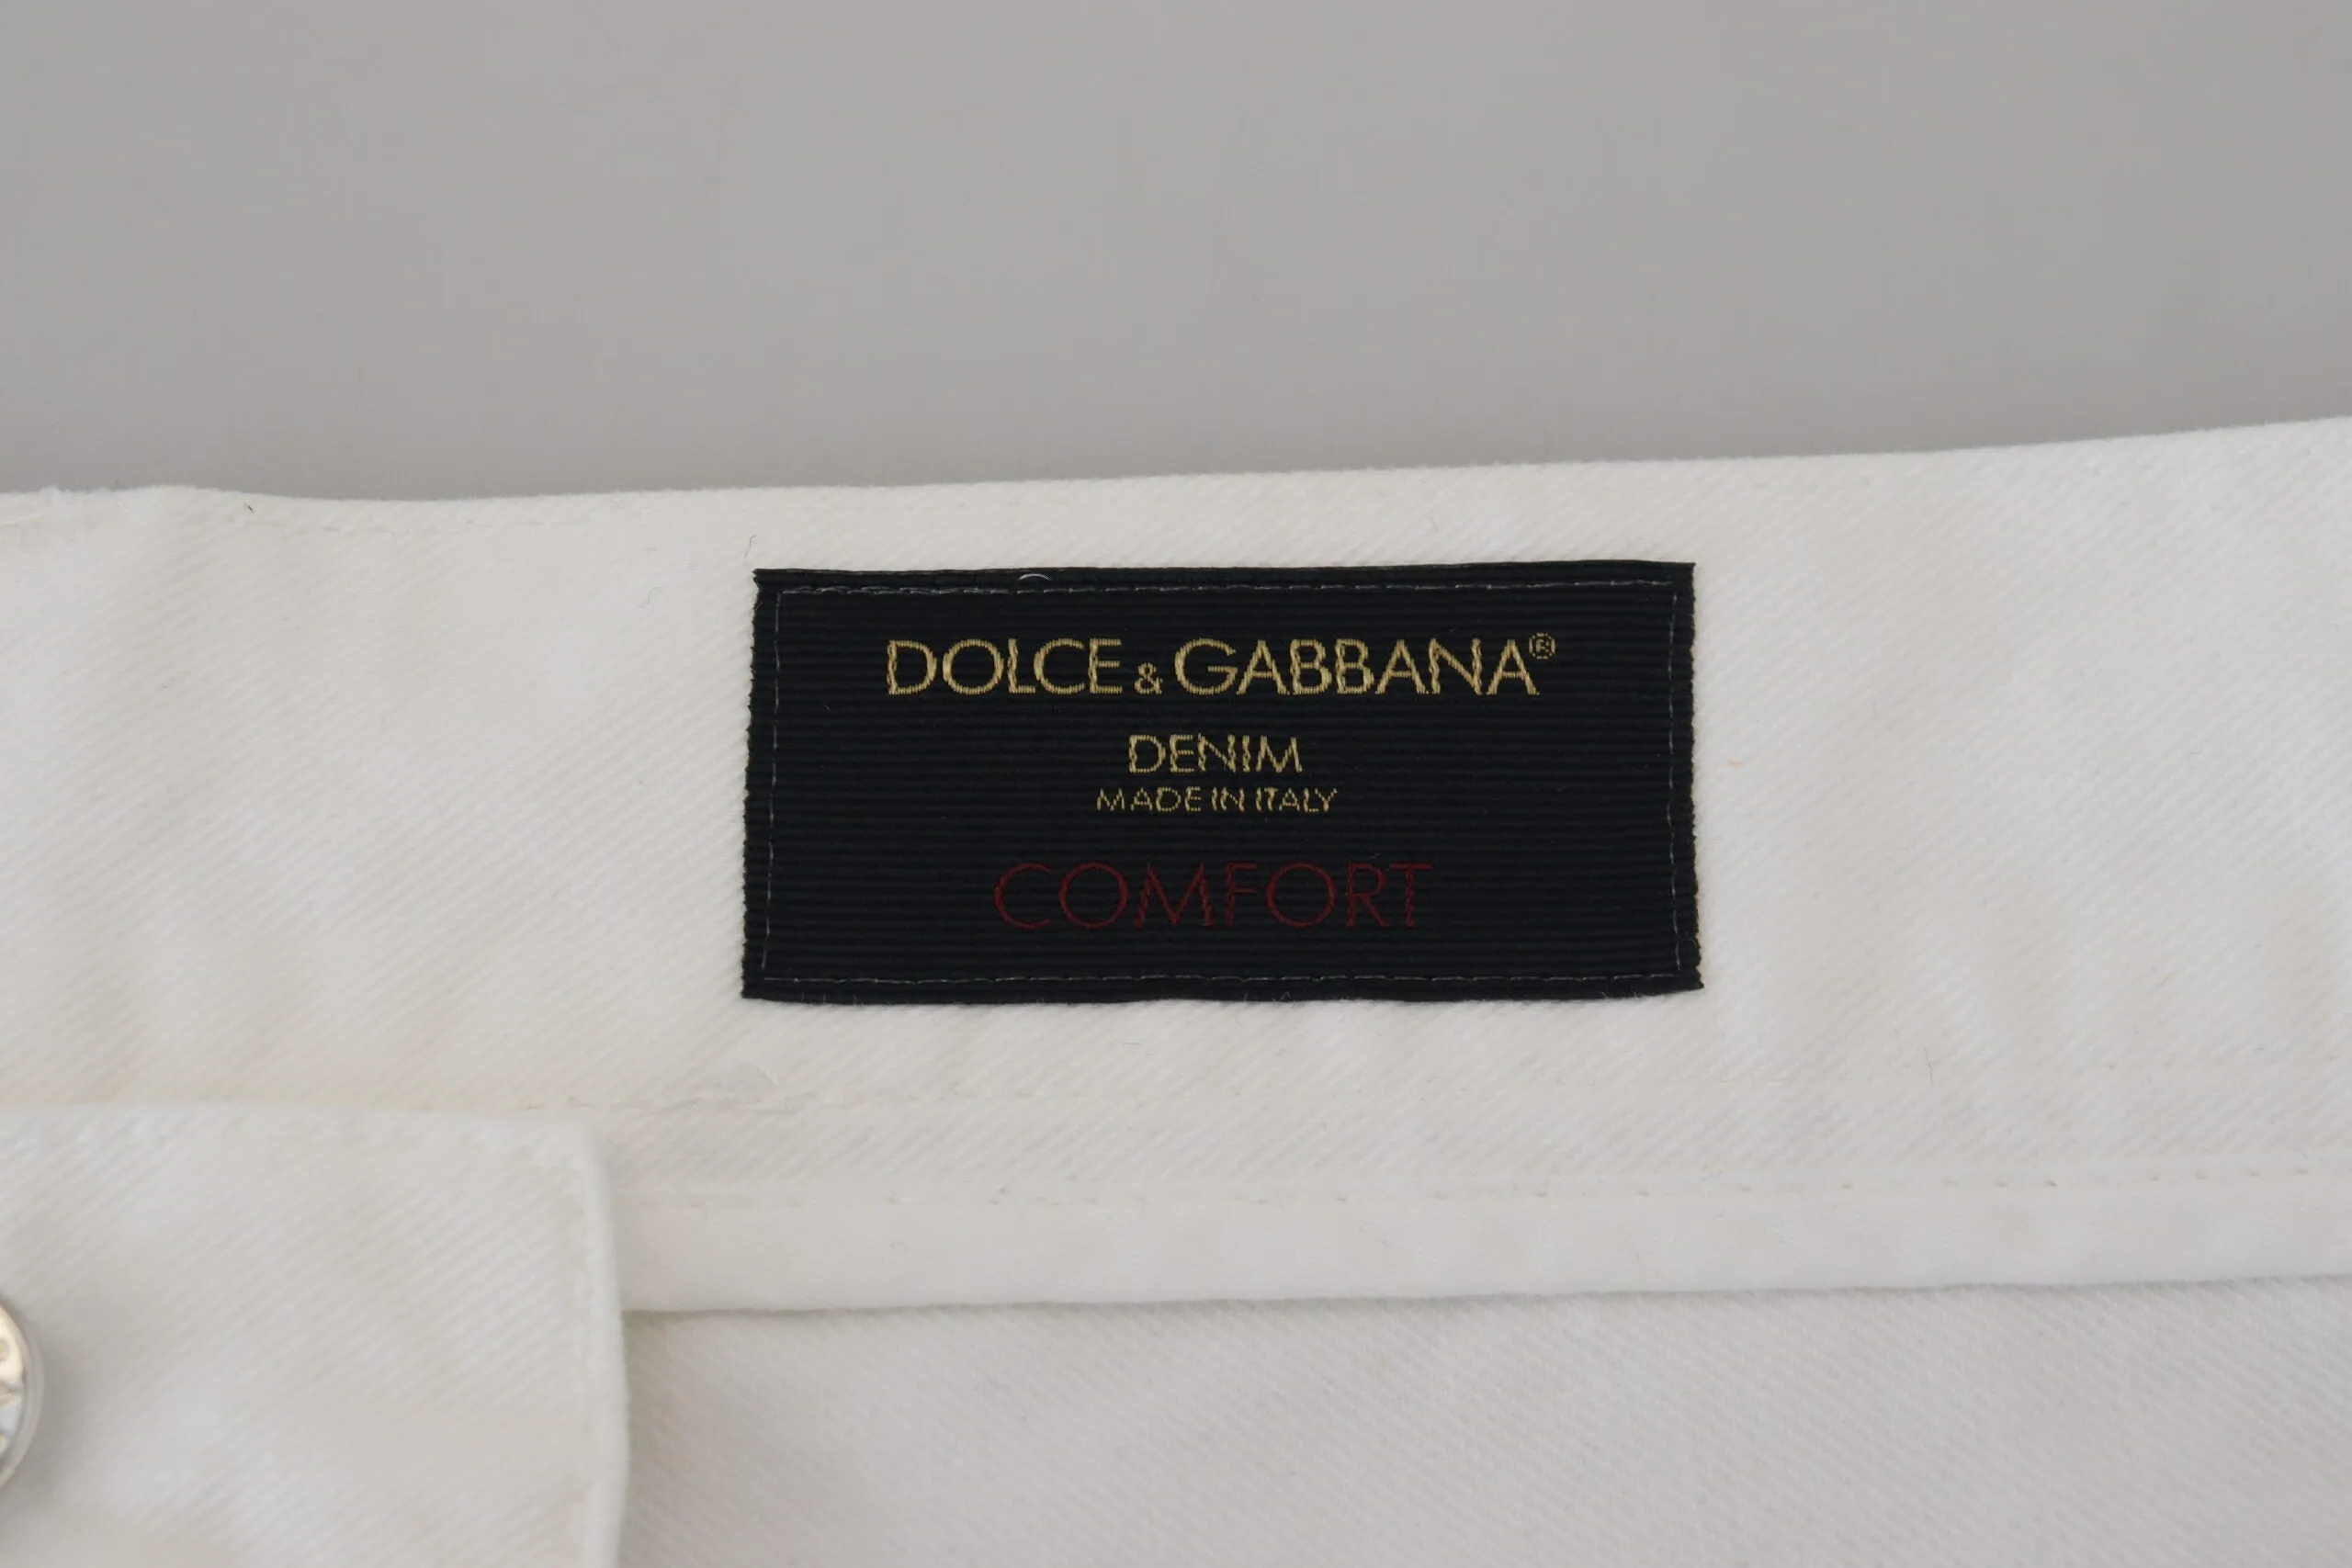 DOLCE & GABBANA®
DENIM
MADE IN ITALY
COMFORT